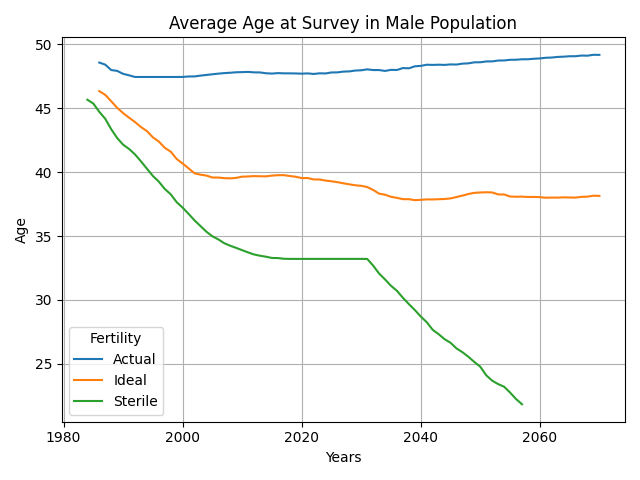 Average Age at Survey in Male Population
50
45
40
35
30
25
Age
Fertility
Actual
Ideal
Sterile
1980
2000
2020
2040
2060
Years